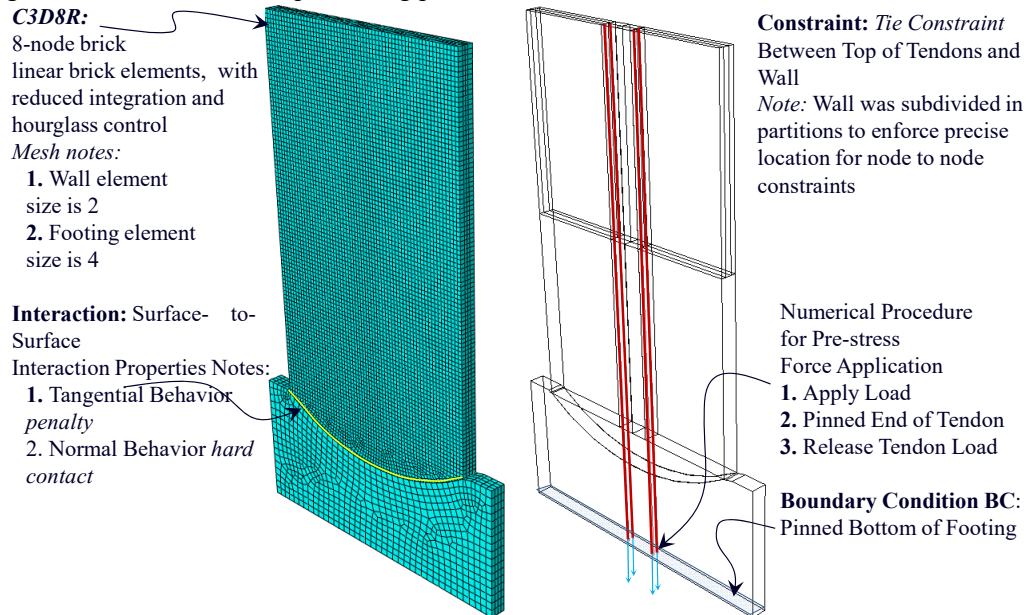 C3D8R:
8-node brick
linear brick elements, with
reduced integration and
hourglass control
Mesh notes:
1. Wall element
size is 2
2. Footing element
size is 4
Interaction: Surface- to-
Surface
Interaction Properties Notes:
1. Tangential Behavior
penalty
2. Normal Behavior hard
contact
Constraint: Tie Constraint
Between Top of Tendons and
Wall
Note: Wall was subdivided in
partitions to enforce precise
location for node to node
constraints
Numerical Procedure
for Pre-stress
Force Application
1. Apply Load
2. Pinned End of Tendon
3. Release Tendon Load
Boundary Condition BC:
Pinned Bottom of Footing